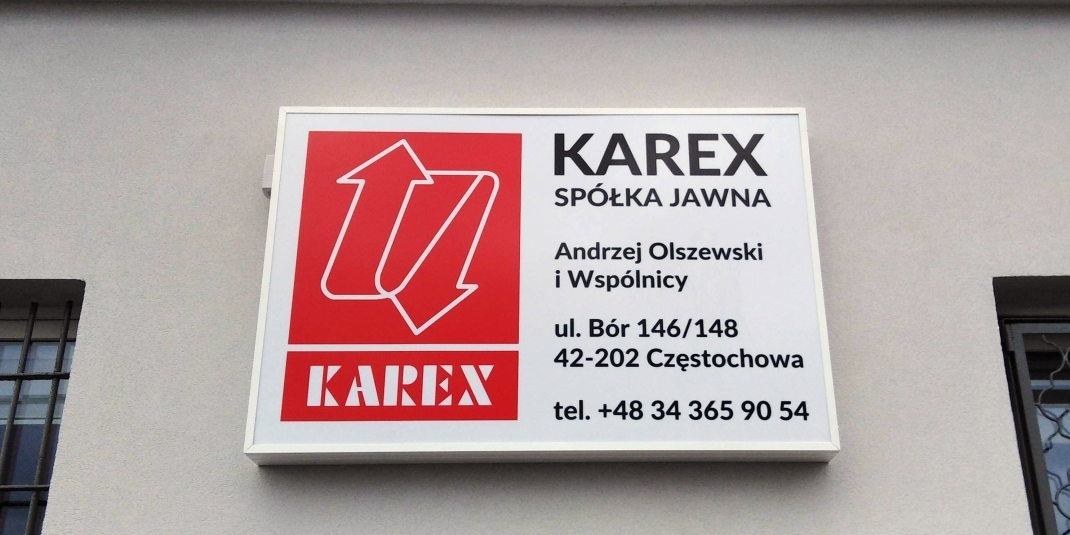 KAREX
KAREX
SPÓŁKA JAWNA
Andrzej Olszewski
i Wspólnicy
ul. Bór 146/148
42-202 Częstochowa
tel. +48 34 365 90 54